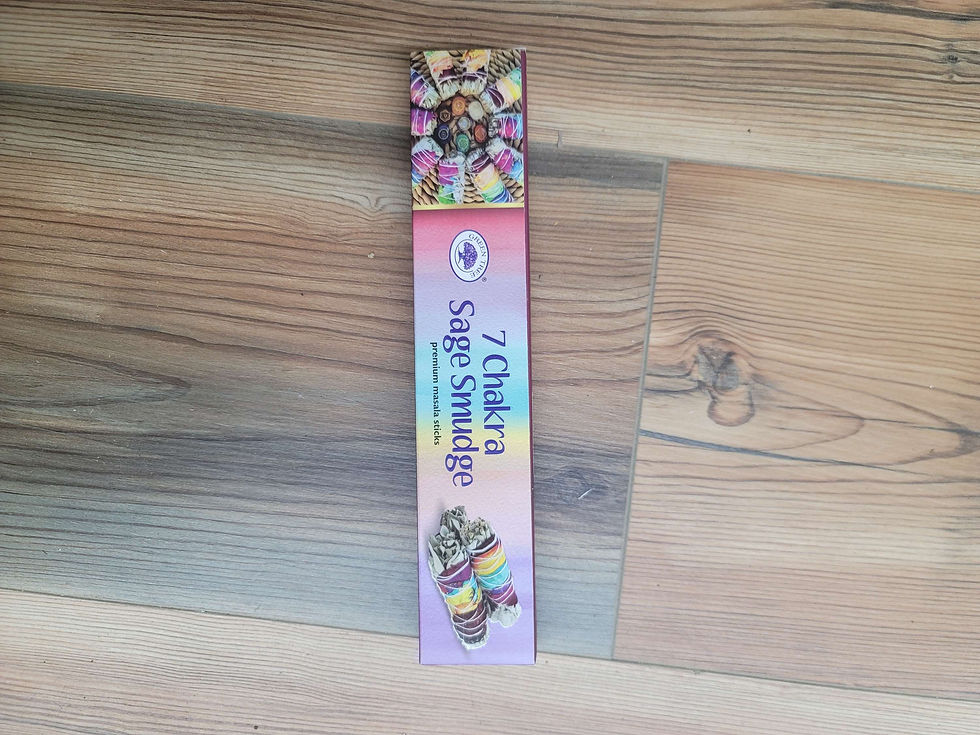 GREEN TREE
®
7 Chakra
Sage Smudge
premium masala sticks